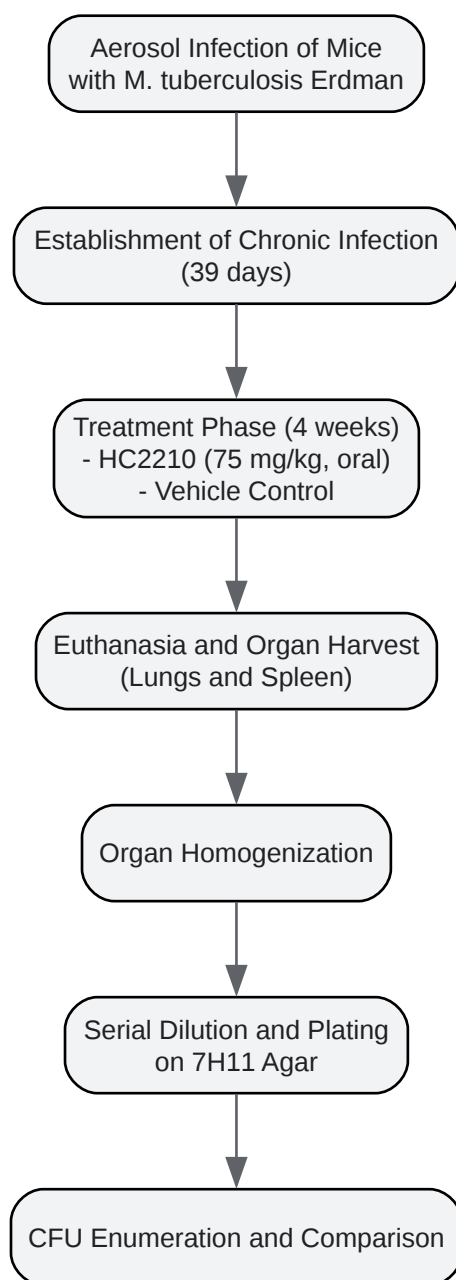 Aerosol Infection of Mice
with M. tuberculosis Erdman
Establishment of Chronic Infection
(39 days)
Treatment Phase (4 weeks)
- HC2210 (75 mg/kg, oral)
- Vehicle Control
Euthanasia and Organ Harvest
(Lungs and Spleen)
Organ Homogenization
Serial Dilution and Plating
on 7H11 Agar
CFU Enumeration and Comparison